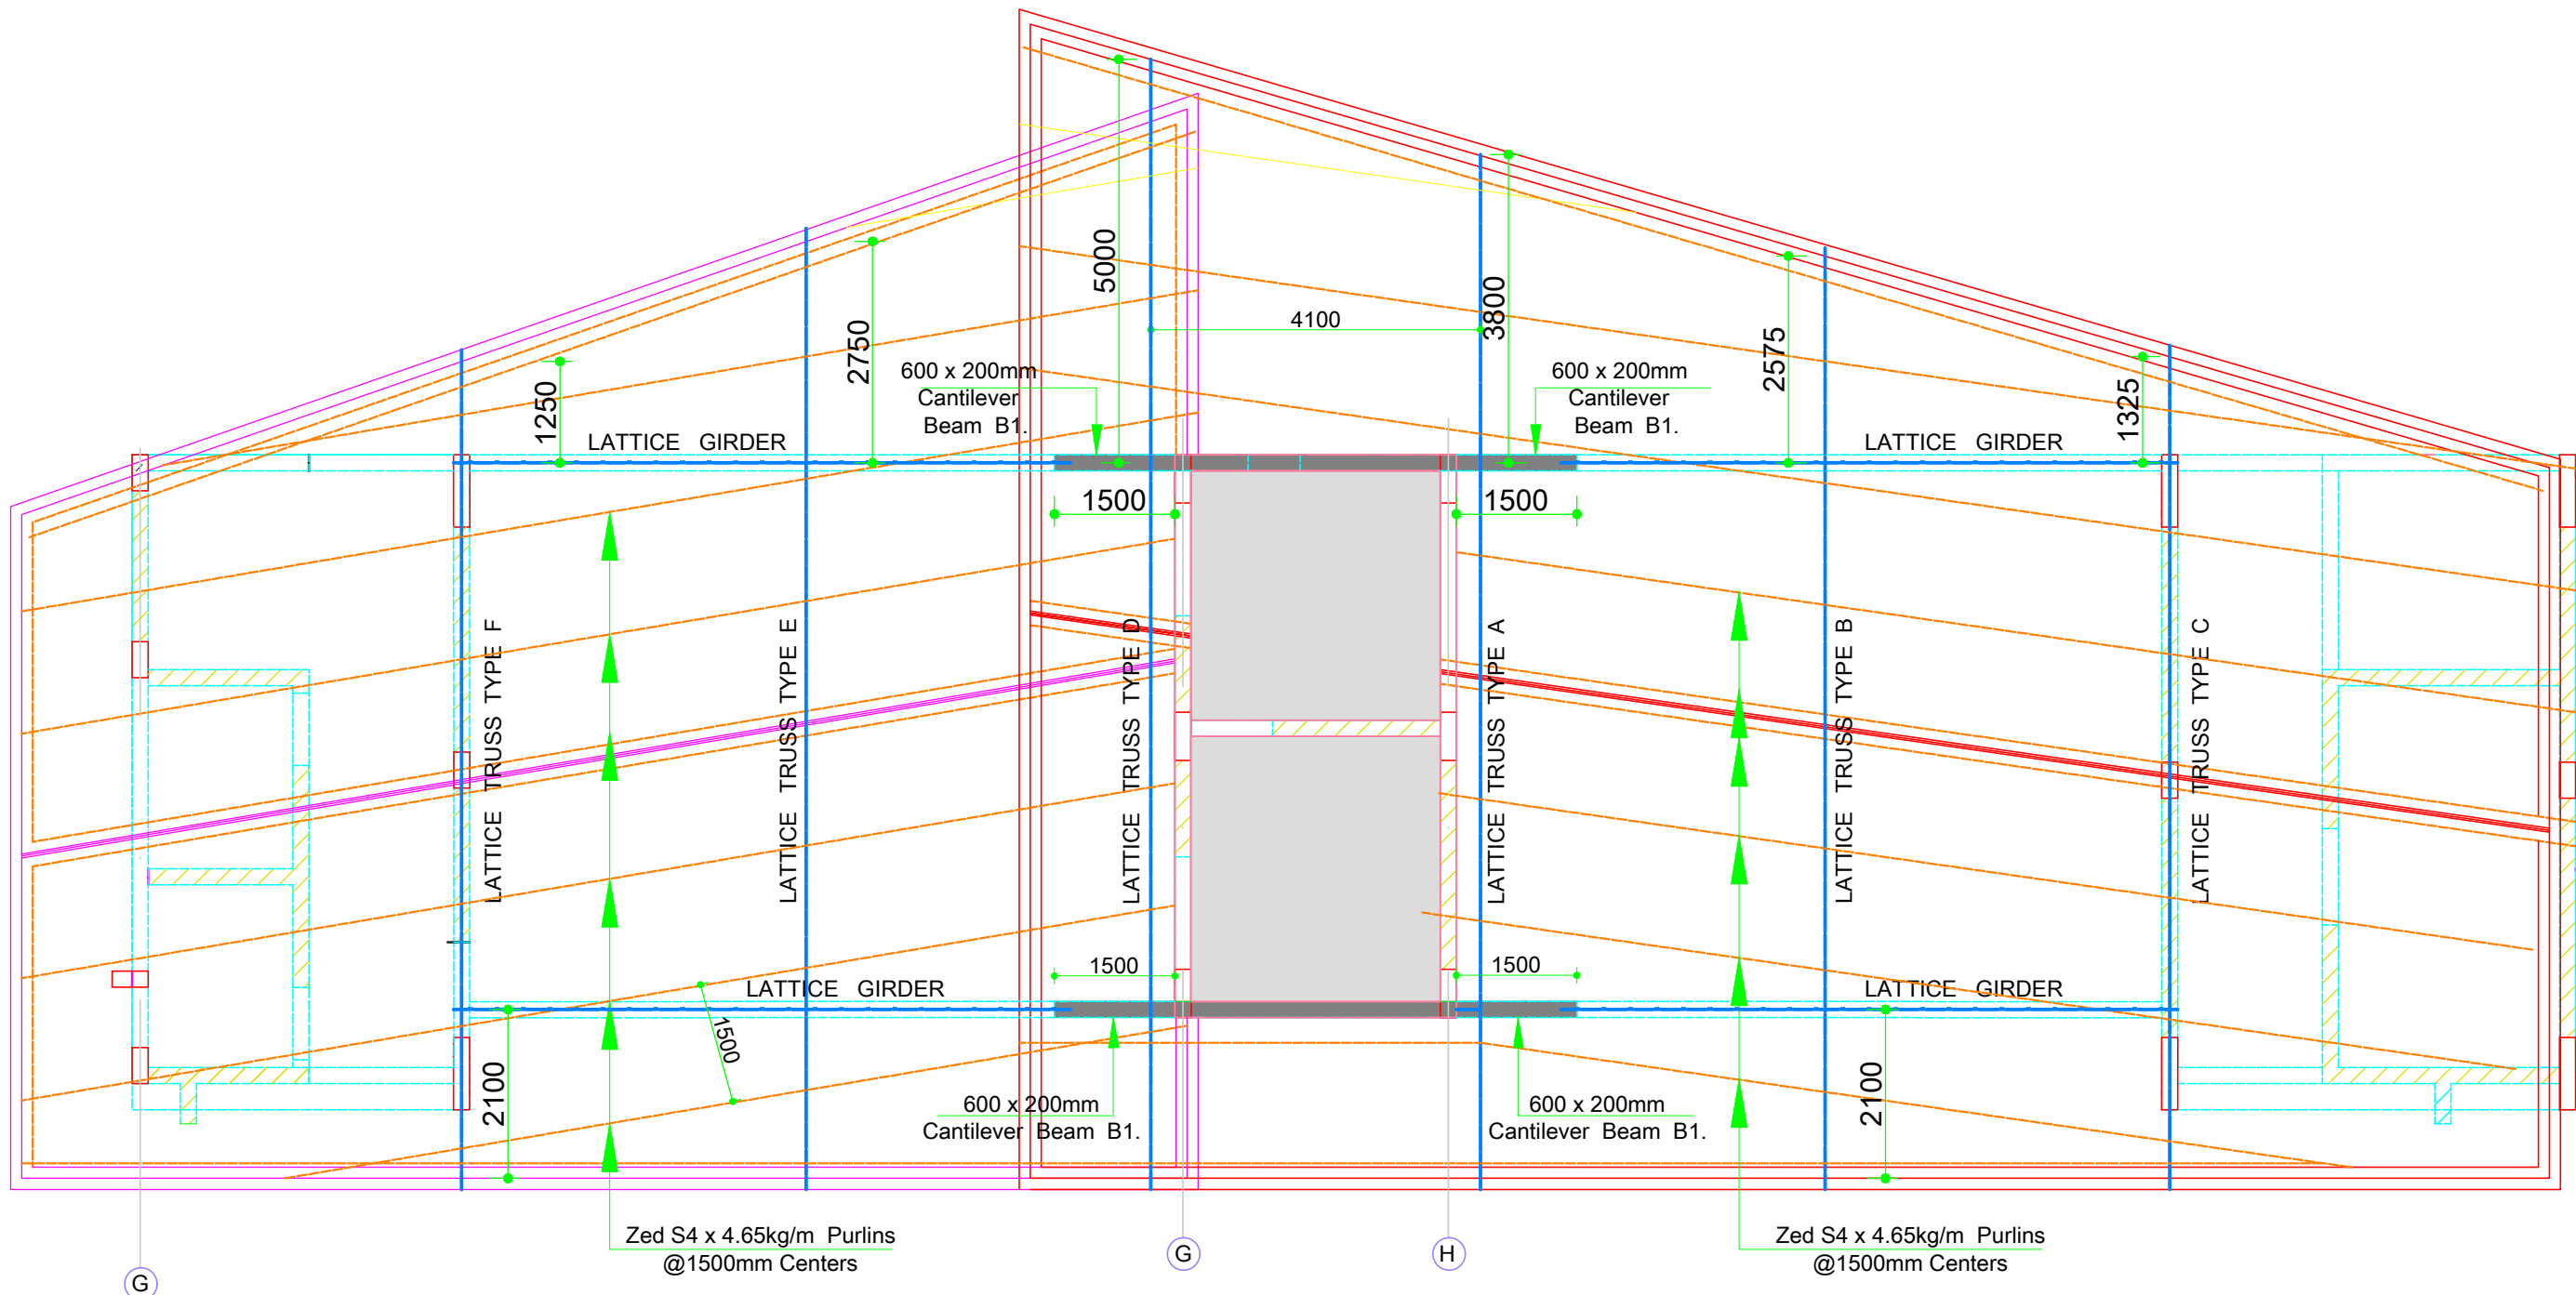 5000
4100
3800
2750
2575
1250
1325
600 x 200mm
Cantilever
Beam B1.
600 x 200mm
Cantilever
Beam B1.
LATTICE GIRDER
LATTICE GIRDER
1500
1500
LATTICE TRUSS TYPE F
LATTICE TRUSS TYPE E
LATTICE TRUSS TYPE D
LATTICE TRUSS TYPE A
LATTICE TRUSS TYPE B
LATTICE TRUSS TYPE C
1500
1500
LATTICE GIRDER
LATTICE GIRDER
1500
2100
2100
600 x 200mm
Cantilever Beam B1.
600 x 200mm
Cantilever Beam B1.
Zed S4 x 4.65kg/m Purlins
@1500mm Centers
Zed S4 x 4.65kg/m Purlins
@1500mm Centers
G
G
H